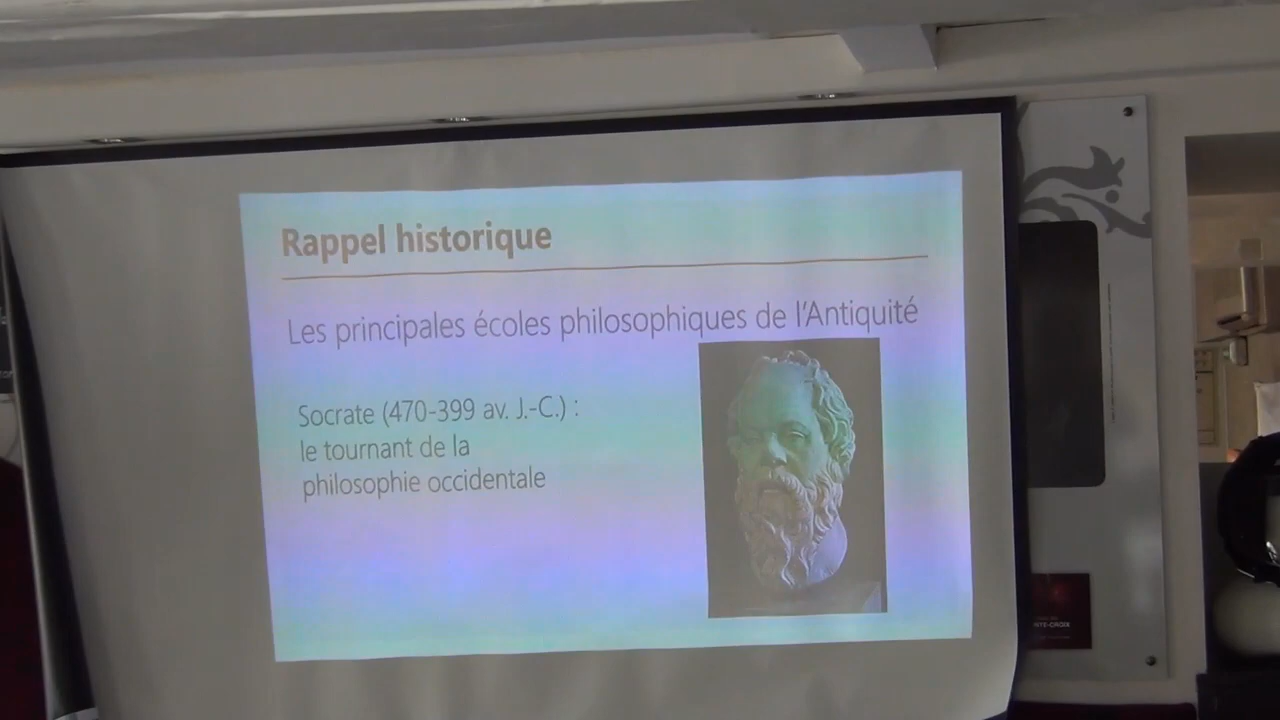 Rappel historique
Les principales écoles philosophiques de l'Antiquité
Socrate (470-399 av. J.-C.) :
le tournant de la
philosophie occidentale